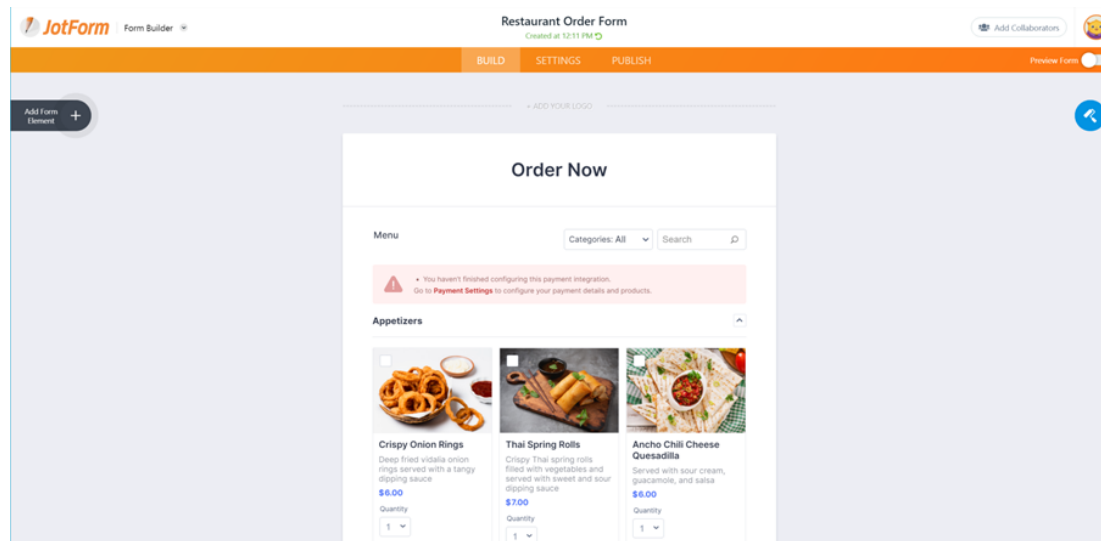 JotForm
Form Builder
Restaurant Order Form
Created at 12:11 PM
Add Collaborators
BUILD
SETTINGS
PUBLISH
Preview Form
Add Form
Element
+ ADD YOUR LOGO
Order Now
Menu
Categories: All
Search
• You haven't finished configuring this payment integration.
Go to Payment Settings to configure your payment details and products.
Appetizers
Crispy Onion Rings
Deep fried vidalia onion
rings served with a tangy
dipping sauce
$6.00
Quantity
1
Thai Spring Rolls
Crispy Thai spring rolls
filled with vegetables and
served with sweet and sour
dipping sauce
$7.00
Quantity
1
Ancho Chili Cheese
Quesadilla
Served with sour cream,
guacamole, and salsa
$6.00
Quantity
1